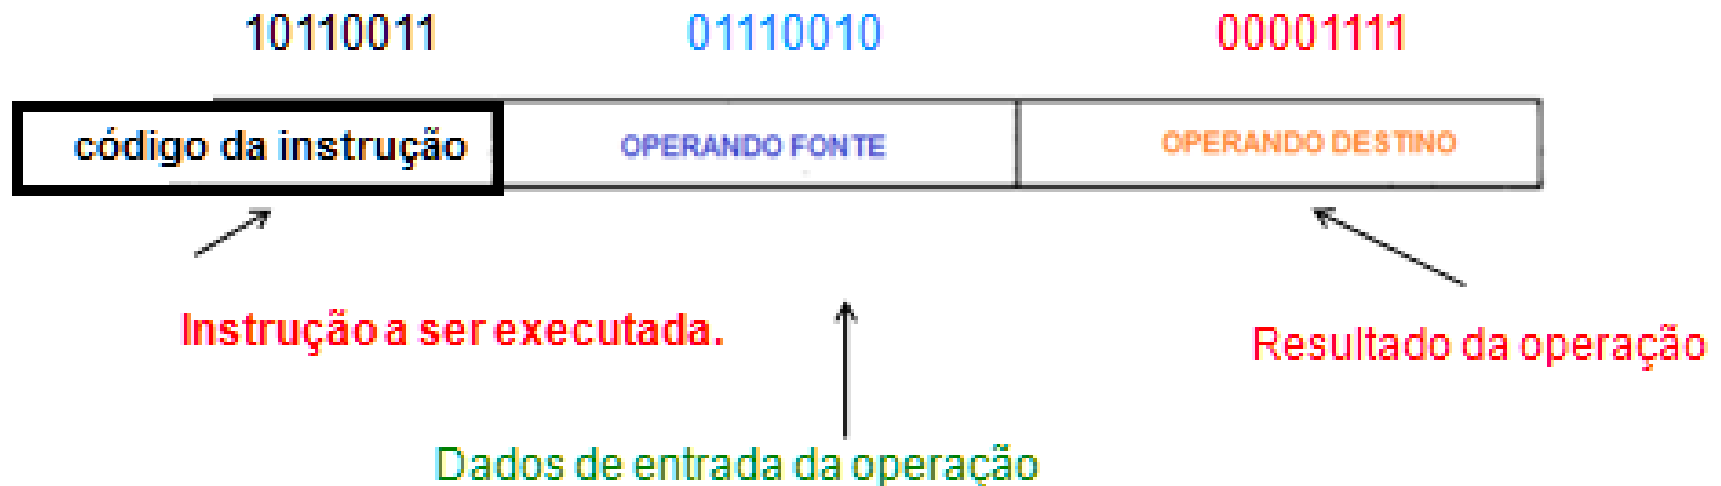 10110011 01110010 00001111
código da instrução OPERANDO FONTE OPERANDO DESTINO
Instrução a ser executada.
Resultado da operação
Dados de entrada da operação